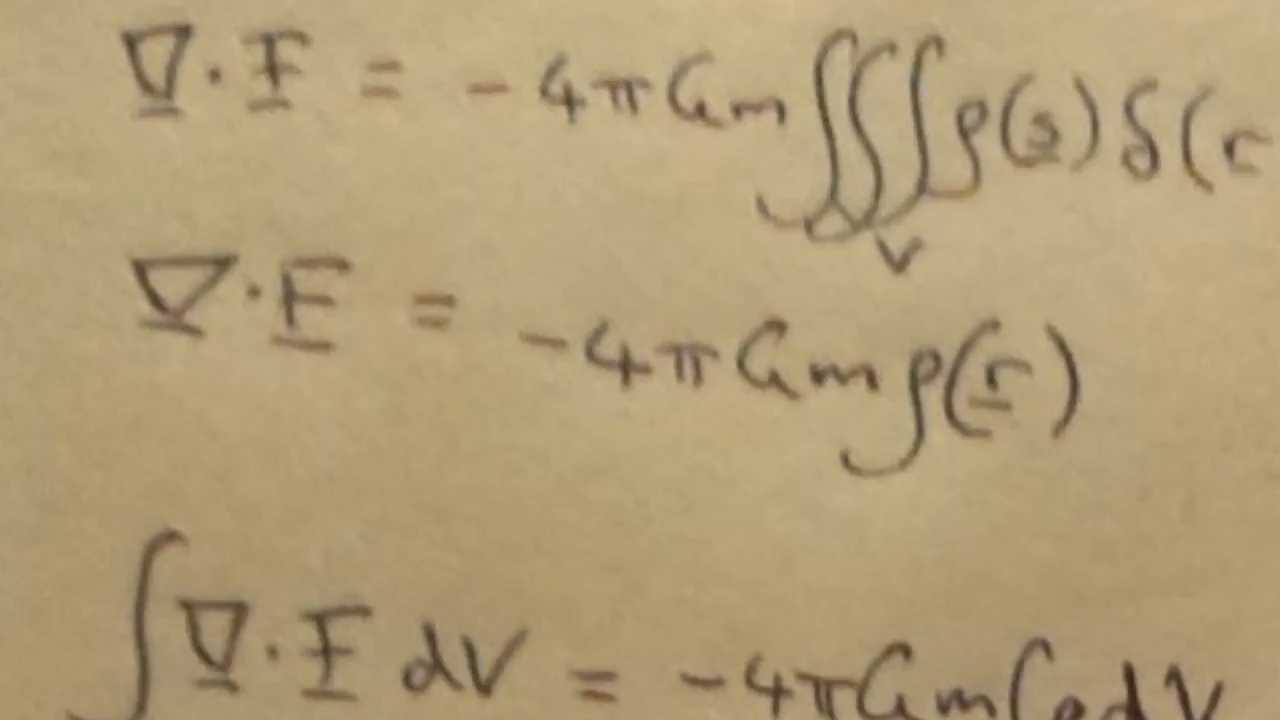 ∇·F = -4πGm∭ρ(s)δ(r
V
∇·F = -4πGmρ(r)
∫∇·F dV = -4πGm∫ρdV